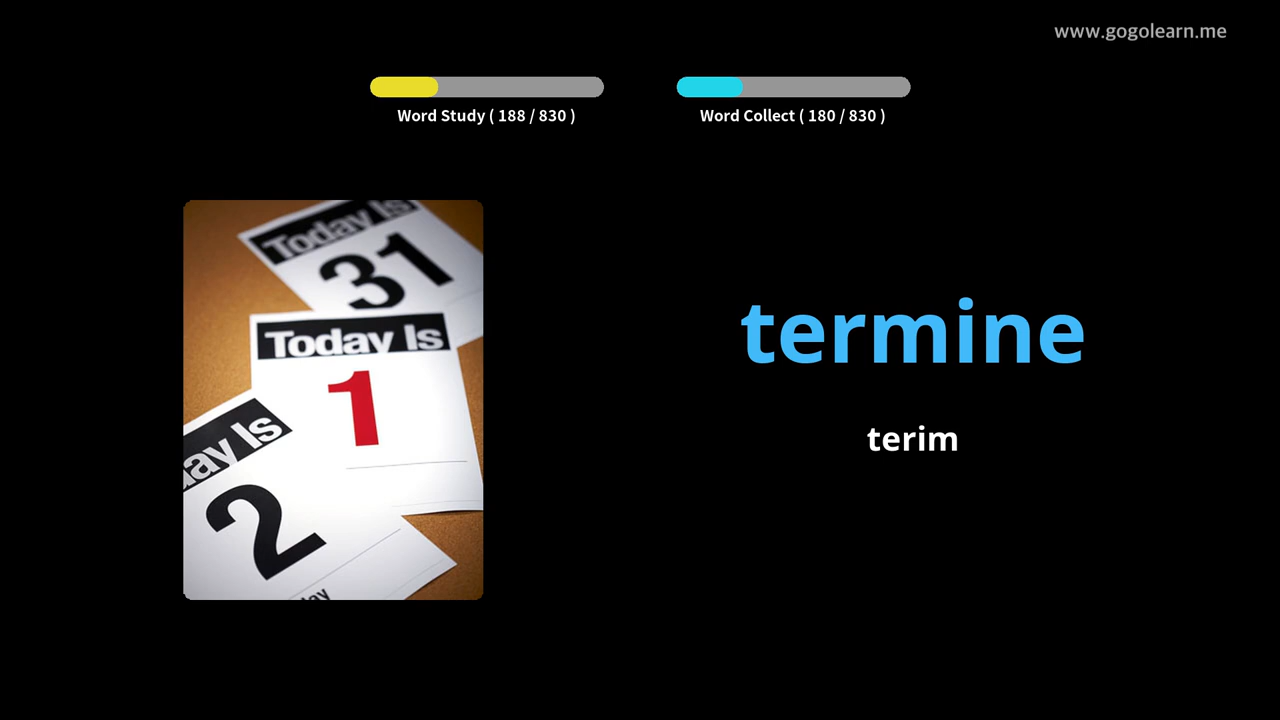 www.gogolearn.me
Word Study ( 188 / 830 )
Word Collect ( 180 / 830 )
Today Is
31
Today Is
1
ay Is
2
day
termine
terim